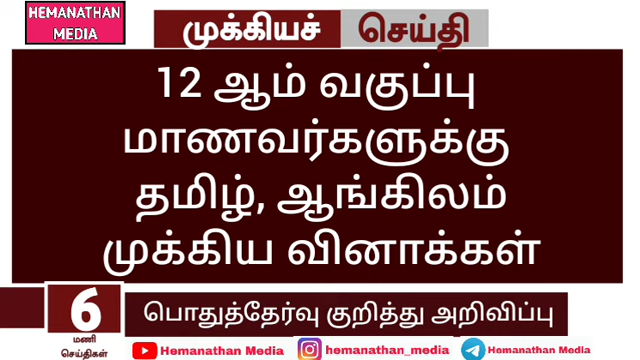 HEMANATHAN
MEDIA
முக்கியச் செய்தி
12 ஆம் வகுப்பு
மாணவர்களுக்கு
தமிழ், ஆங்கிலம்
முக்கிய வினாக்கள்
6
மணி
செய்திகள்
பொதுத்தேர்வு குறித்து அறிவிப்பு
Hemanathan Media
hemanathan_media
Hemanathan Media